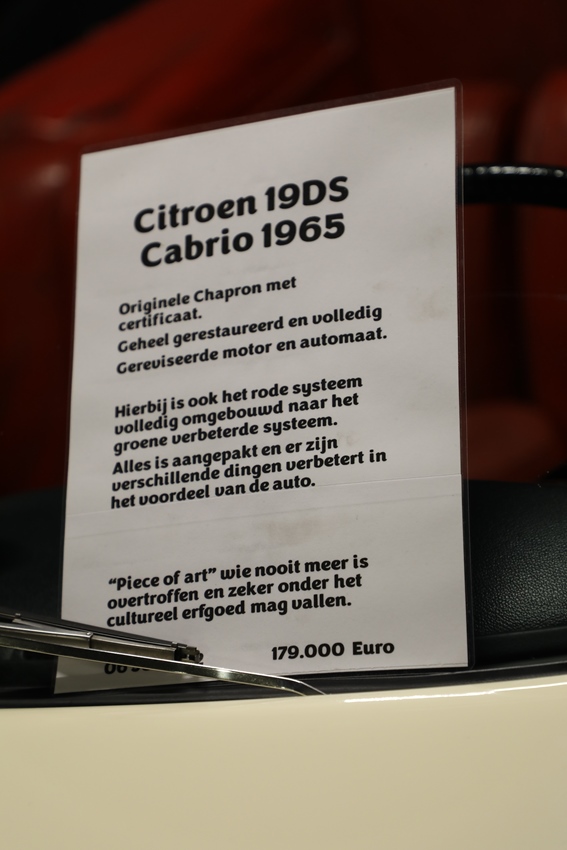 Citroen 19DS
Cabrio 1965
Originele Chapron met
certificaat.
Geheel gerestaureerd en volledig
Gereviseerde motor en automaat.
Hierbij is ook het rode systeem
volledig omgebouwd naar het
groene verbeterde systeem.
Alles is aangepakt en er zijn
verschillende dingen verbetert in
het voordeel van de auto.
“Piece of art” wie nooit meer is
overtroffen en zeker onder het
cultureel erfgoed mag vallen.
179.000 Euro